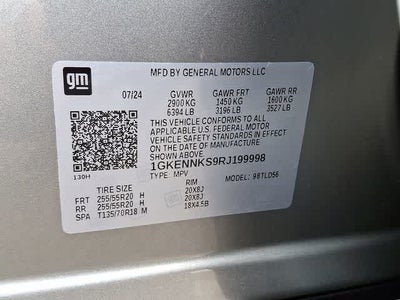 gm
MFD BY GENERAL MOTORS LLC
07/24 GVWR GAWR FRT GAWR RR
2900 KG 1450 KG 1600 KG
6394 LB 3196 LB 3527 LB
THIS VEHICLE CONFORMS TO ALL
APPLICABLE U.S. FEDERAL MOTOR
VEHICLE SAFETY STANDARDS IN EFFECT
ON THE DATE OF MANUFACTURE
1GKENNKS9RJ199998
TYPE: MPV MODEL: 98TLD56
130H
TIRE SIZE RIM
FRT 255/55R20 H 20X8J
RR 255/55R20 H 20X8J
SPA T135/70R18 M 18X4.5B